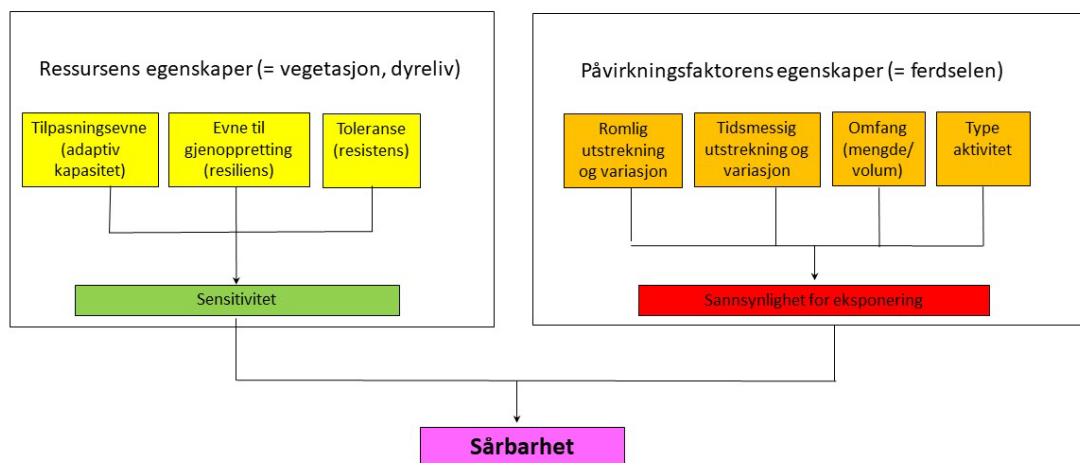 Ressursens egenskaper (= vegetasjon, dyreliv)
Tilpasningsevne
(adaptiv
kapasitet)
Evne til
gjenoppretting
(resiliens)
Toleranse
(resistens)
Sensitivitet
Påvirkningsfaktorens egenskaper (= ferdselen)
Romlig
utstrekning
og variasjon
Tidsmessig
utstrekning og
variasjon
Omfang
(mengde/
volum)
Type
aktivitet
Sannsynlighet for eksponering
Sårbarhet